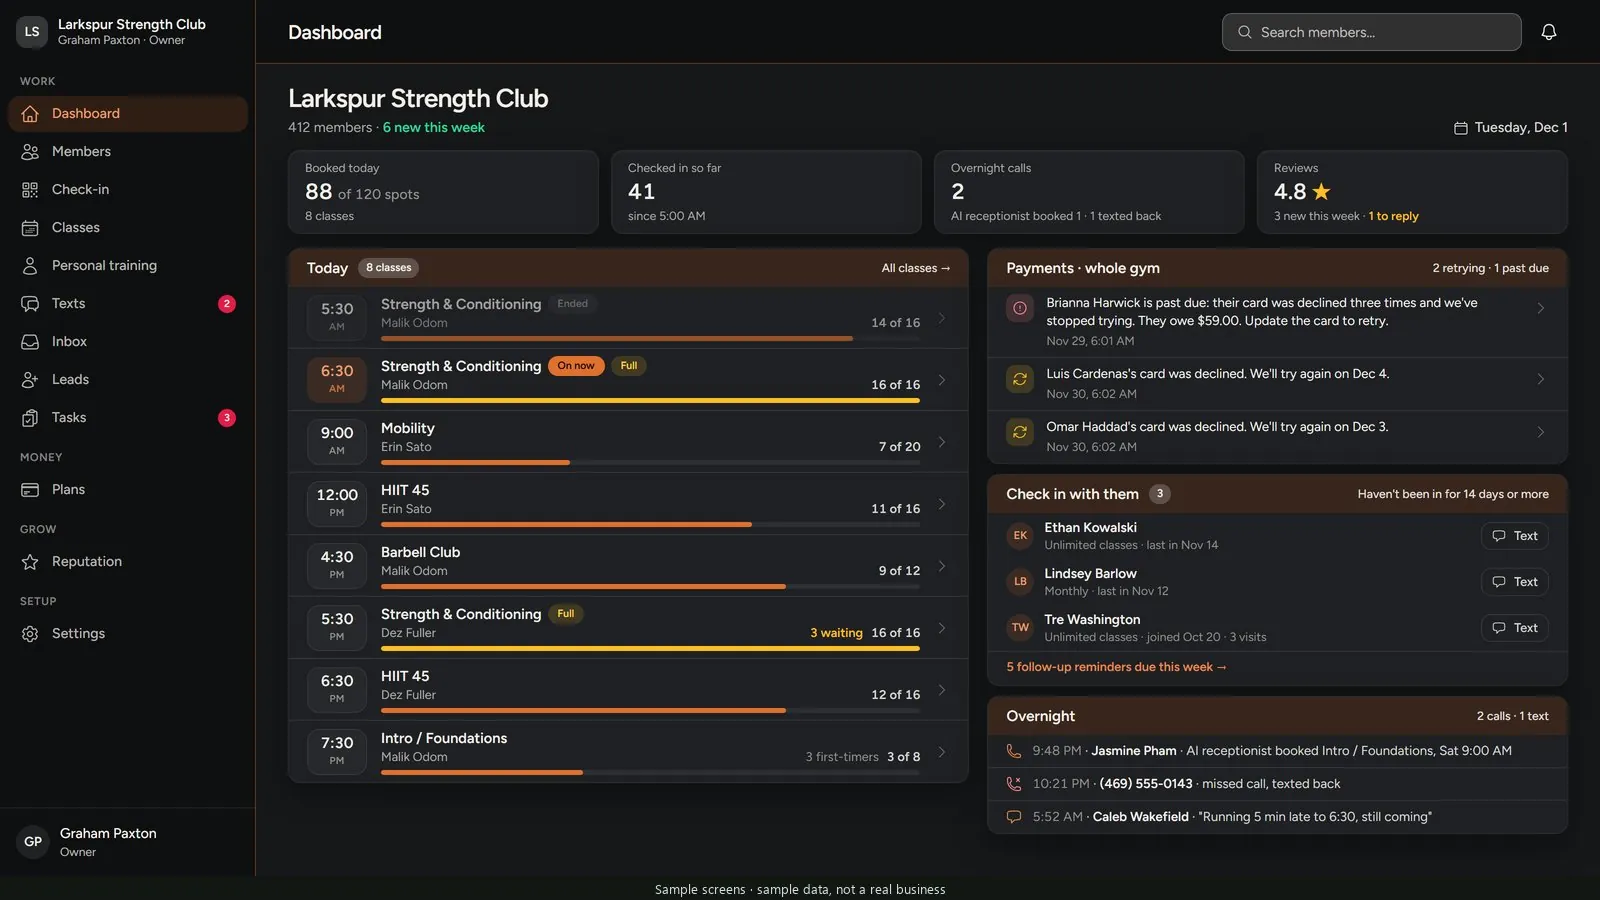 LS
Larkspur Strength Club
Graham Paxton · Owner
WORK
Dashboard
Members
Check-in
Classes
Personal training
Texts 2
Inbox
Leads
Tasks 3
MONEY
Plans
GROW
Reputation
SETUP
Settings
GP
Graham Paxton
Owner
Dashboard
Search members...
Larkspur Strength Club
412 members · 6 new this week
Tuesday, Dec 1
Booked today
88 of 120 spots
8 classes
Checked in so far
41
since 5:00 AM
Overnight calls
2
AI receptionist booked 1 · 1 texted back
Reviews
4.8 ★
3 new this week · 1 to reply
Today 8 classes All classes →
5:30 AM
Strength & Conditioning Ended
Malik Odom 14 of 16
6:30 AM
Strength & Conditioning On now Full
Malik Odom 16 of 16
9:00 AM
Mobility
Erin Sato 7 of 20
12:00 PM
HIIT 45
Erin Sato 11 of 16
4:30 PM
Barbell Club
Malik Odom 9 of 12
5:30 PM
Strength & Conditioning Full
Dez Fuller 3 waiting 16 of 16
6:30 PM
HIIT 45
Dez Fuller 12 of 16
7:30 PM
Intro / Foundations
Malik Odom 3 first-timers 3 of 8
Payments · whole gym 2 retrying · 1 past due
Brianna Harwick is past due: their card was declined three times and we've
stopped trying. They owe $59.00. Update the card to retry.
Nov 29, 6:01 AM
Luis Cardenas's card was declined. We'll try again on Dec 4.
Nov 30, 6:02 AM
Omar Haddad's card was declined. We'll try again on Dec 3.
Nov 30, 6:02 AM
Check in with them 3 Haven't been in for 14 days or more
EK
Ethan Kowalski
Unlimited classes · last in Nov 14
Text
LB
Lindsey Barlow
Monthly · last in Nov 12
Text
TW
Tre Washington
Unlimited classes · joined Oct 20 · 3 visits
Text
5 follow-up reminders due this week →
Overnight 2 calls · 1 text
9:48 PM · Jasmine Pham · AI receptionist booked Intro / Foundations, Sat 9:00 AM
10:21 PM · (469) 555-0143 · missed call, texted back
5:52 AM · Caleb Wakefield · "Running 5 min late to 6:30, still coming"
Sample screens · sample data, not a real business